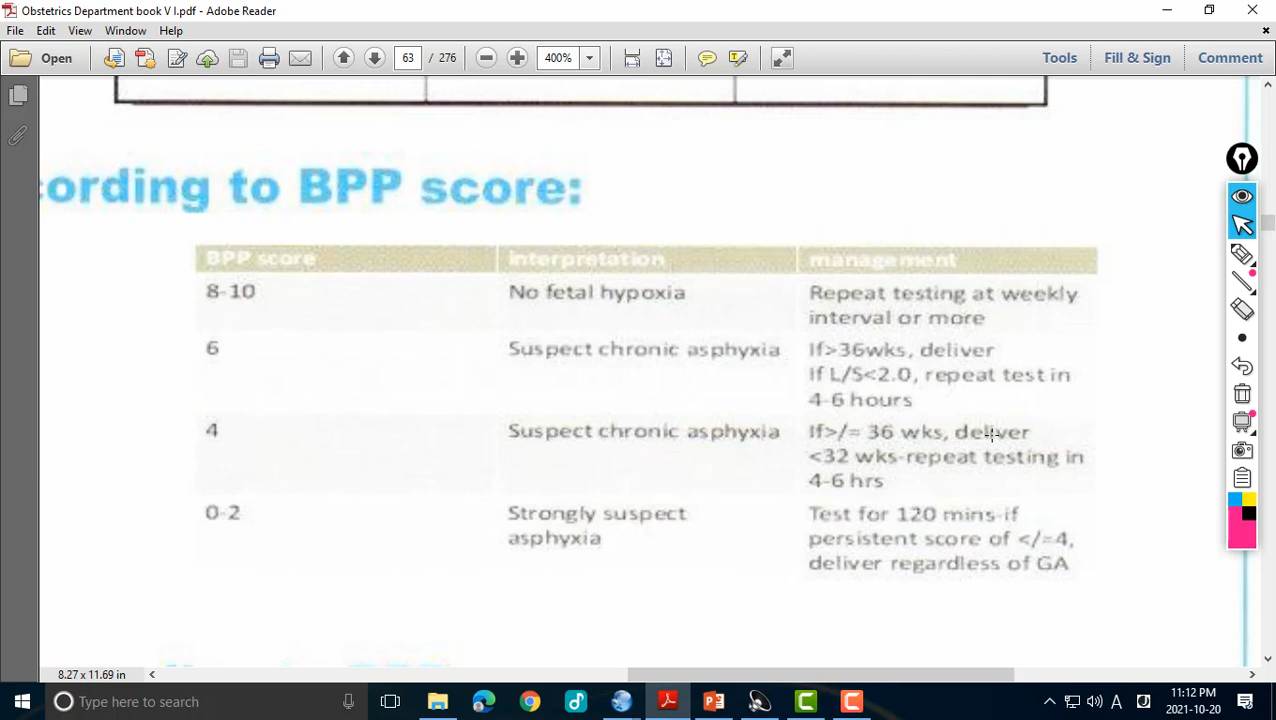 Obstetrics Department book V I.pdf - Adobe Reader
File Edit View Window Help
Open 63 / 276 400% Tools Fill & Sign Comment
cording to BPP score:
BPP score interpretation management
8-10 No fetal hypoxia Repeat testing at weekly
interval or more
6 Suspect chronic asphyxia If>36wks, deliver
If L/S<2.0, repeat test in
4-6 hours
4 Suspect chronic asphyxia If>/= 36 wks, deliver
<32 wks-repeat testing in
4-6 hrs
0-2 Strongly suspect Test for 120 mins-if
asphyxia persistent score of </=4,
deliver regardless of GA
8.27 x 11.69 in
Type here to search
11:12 PM
2021-10-20